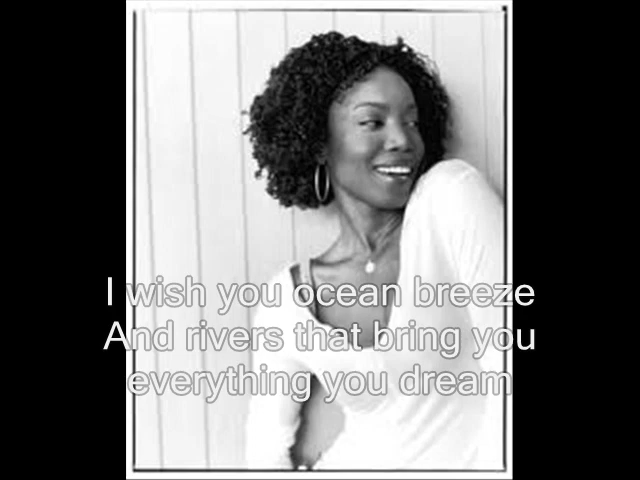 I wish you ocean breeze
And rivers that bring you
everything you dream